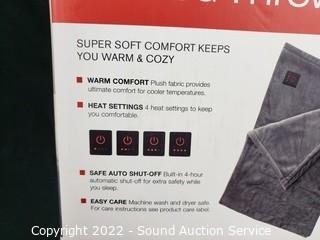 SUPER SOFT COMFORT KEEPS
YOU WARM & COZY
WARM COMFORT Plush fabric provides
ultimate comfort for cooler temperatures.
HEAT SETTINGS 4 heat settings to keep
you comfortable.
SAFE AUTO SHUT-OFF Built-in 4-hour
automatic shut-off for extra safety while
you sleep.
EASY CARE Machine wash and dryer safe.
For care instructions see product care label.
Copyright 2022 - Auction Service